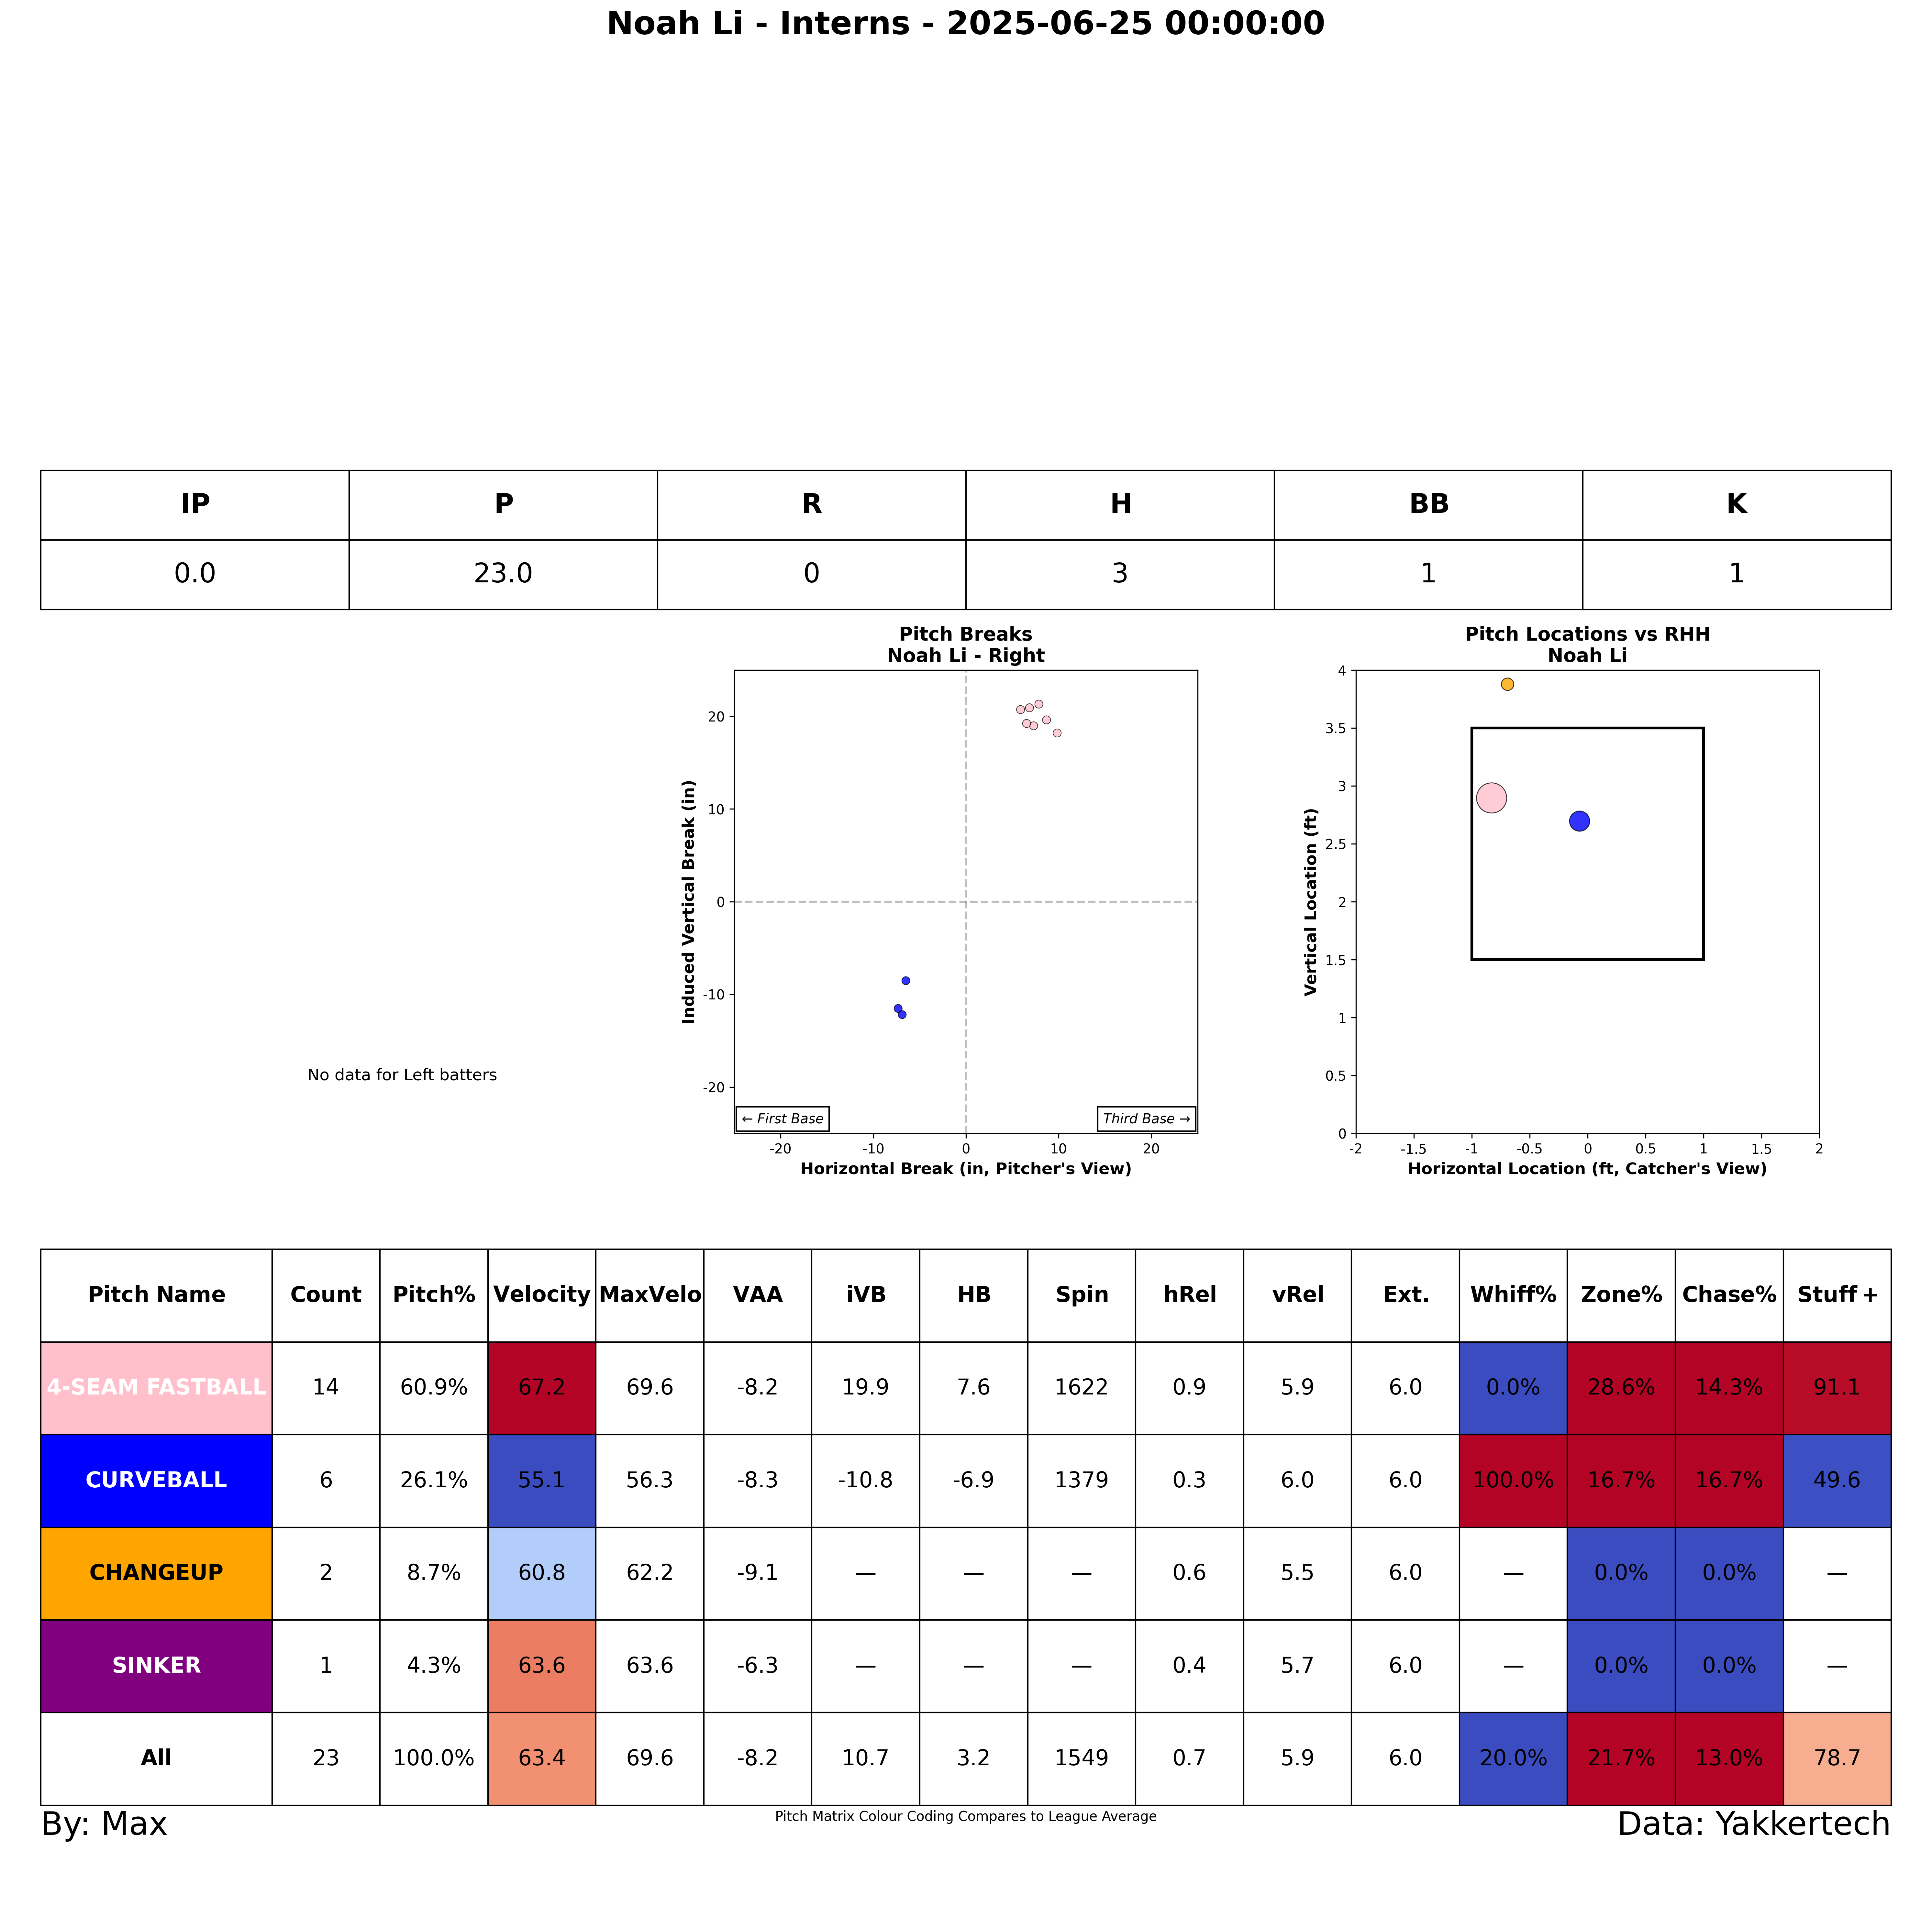 Noah Li - Interns - 2025-06-25 00:00:00
IP P R H BB K
0.0 23.0 0 3 1 1
No data for Left batters
Pitch Breaks
Noah Li - Right
Induced Vertical Break (in)
20
10
0
-10
-20
← First Base
Third Base →
-20 -10 0 10 20
Horizontal Break (in, Pitcher's View)
Pitch Locations vs RHH
Noah Li
Vertical Location (ft)
4
3.5
3
2.5
2
1.5
1
0.5
0
-2 -1.5 -1 -0.5 0 0.5 1 1.5 2
Horizontal Location (ft, Catcher's View)
Pitch Name Count Pitch% Velocity MaxVelo VAA iVB HB Spin hRel vRel Ext. Whiff% Zone% Chase% Stuff +
4-SEAM FASTBALL 14 60.9% 67.2 69.6 -8.2 19.9 7.6 1622 0.9 5.9 6.0 0.0% 28.6% 14.3% 91.1
CURVEBALL 6 26.1% 55.1 56.3 -8.3 -10.8 -6.9 1379 0.3 6.0 6.0 100.0% 16.7% 16.7% 49.6
CHANGEUP 2 8.7% 60.8 62.2 -9.1 — — — 0.6 5.5 6.0 — 0.0% 0.0% —
SINKER 1 4.3% 63.6 63.6 -6.3 — — — 0.4 5.7 6.0 — 0.0% 0.0% —
All 23 100.0% 63.4 69.6 -8.2 10.7 3.2 1549 0.7 5.9 6.0 20.0% 21.7% 13.0% 78.7
By: Max
Pitch Matrix Colour Coding Compares to League Average
Data: Yakkertech